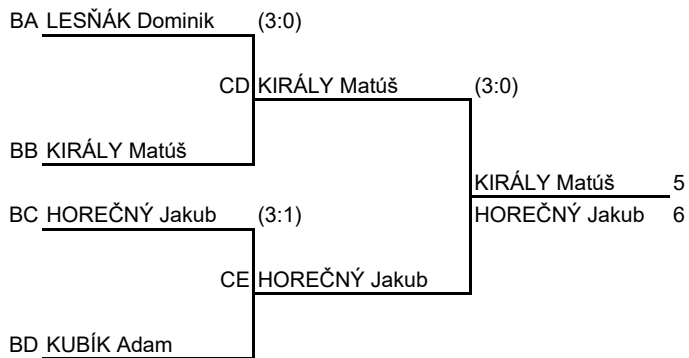 BA LESŇÁK Dominik (3:0)
CD KIRÁLY Matúš (3:0)
BB KIRÁLY Matúš
KIRÁLY Matúš 5
BC HOREČNÝ Jakub (3:1) HOREČNÝ Jakub 6
CE HOREČNÝ Jakub
BD KUBÍK Adam